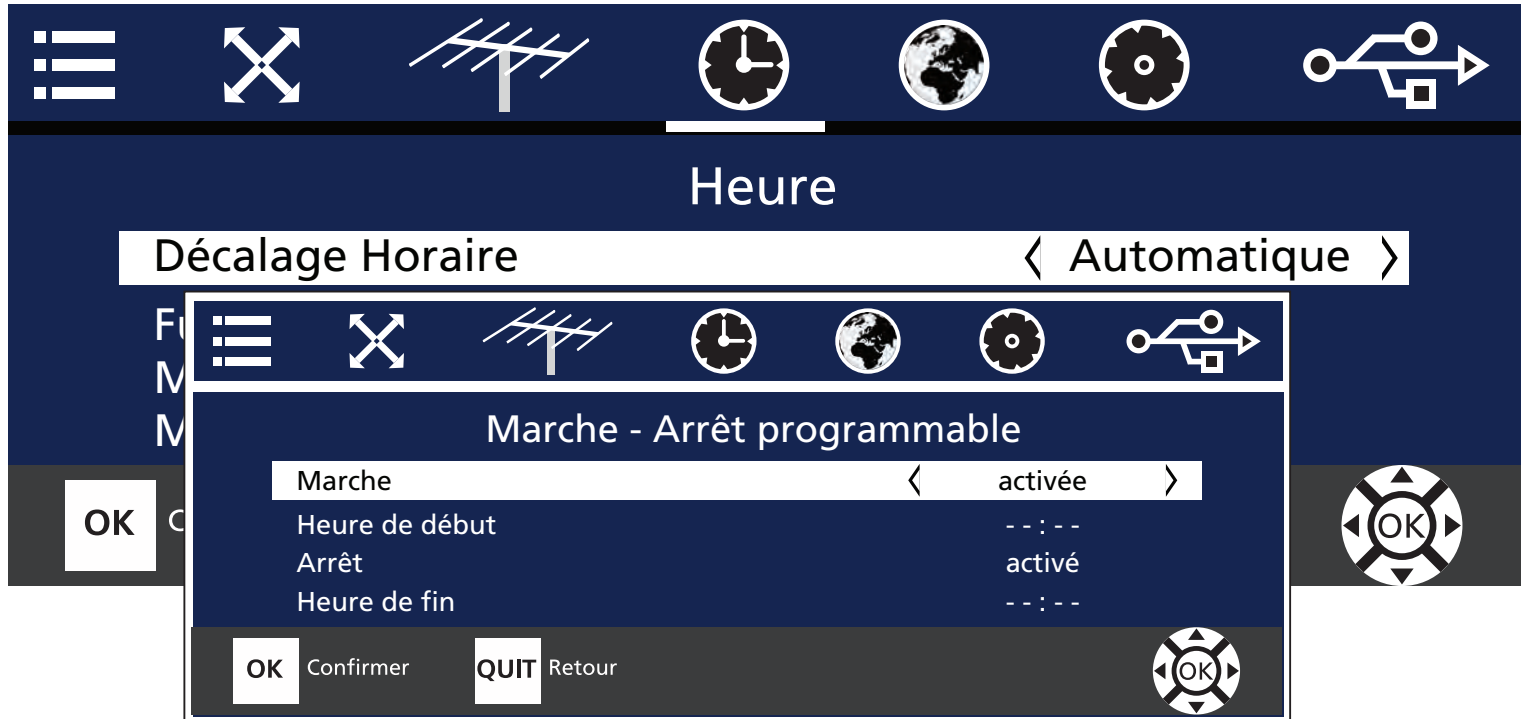 Heure
Décalage Horaire Automatique
Marche - Arrêt programmable
Marche activée
Heure de début --:--
Arrêt activé
Heure de fin --:--
OK
OK Confirmer QUIT Retour OK
OK